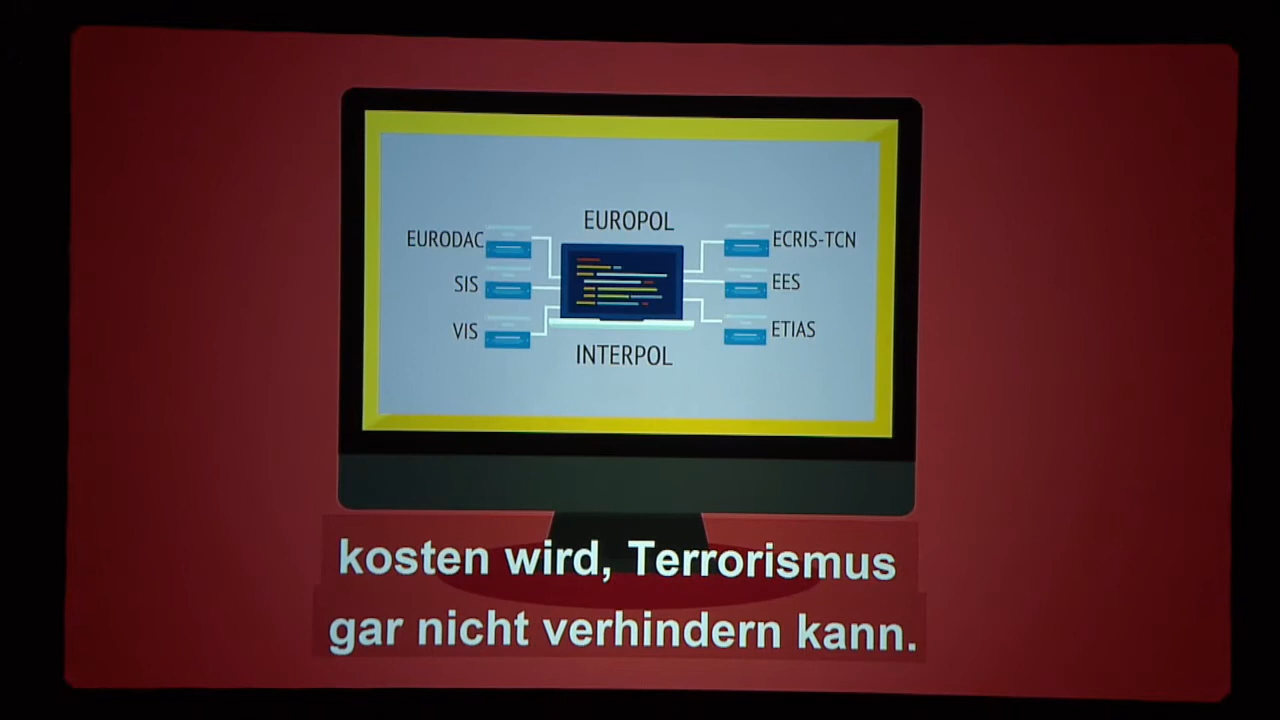 EUROPOL
EURODAC
SIS
VIS
ECRIS-TCN
EES
ETIAS
INTERPOL
kosten wird, Terrorismus
gar nicht verhindern kann.